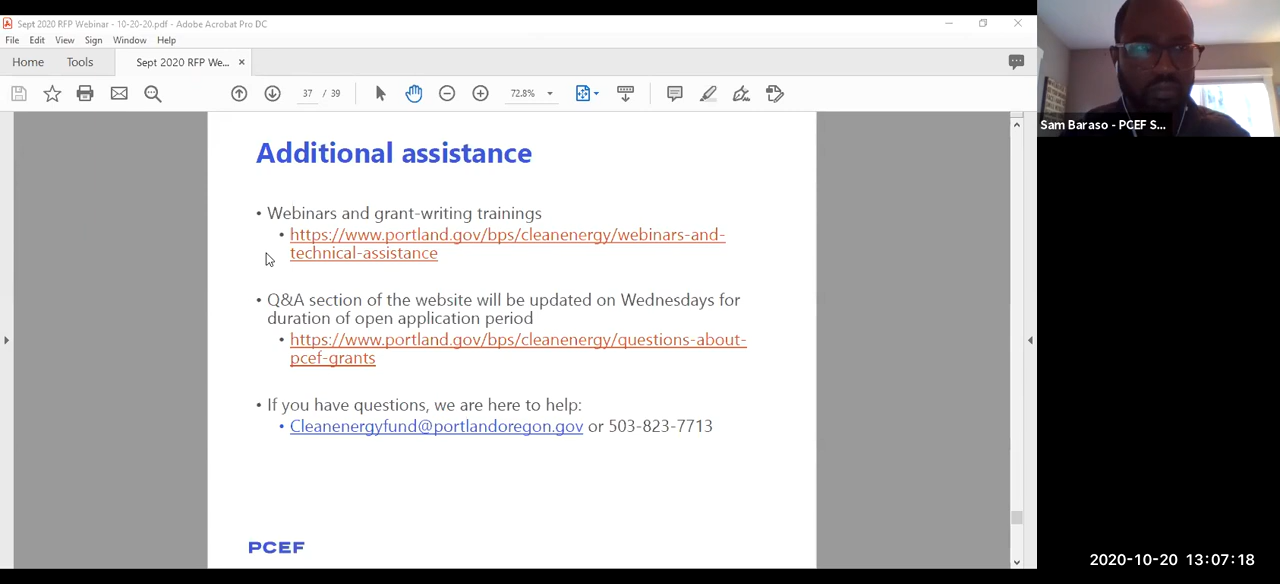 Sept 2020 RFP Webinar - 10-20-20.pdf - Adobe Acrobat Pro DC
File Edit View Sign Window Help
Home Tools Sept 2020 RFP We... ×
37 / 39 72.8%
Additional assistance
• Webinars and grant-writing trainings
• https://www.portland.gov/bps/cleanenergy/webinars-and-
technical-assistance
• Q&A section of the website will be updated on Wednesdays for
duration of open application period
• https://www.portland.gov/bps/cleanenergy/questions-about-
pcef-grants
• If you have questions, we are here to help:
• Cleanenergyfund@portlandoregon.gov or 503-823-7713
PCEF
Sam Baraso - PCEF S...
2020-10-20 13:07:18